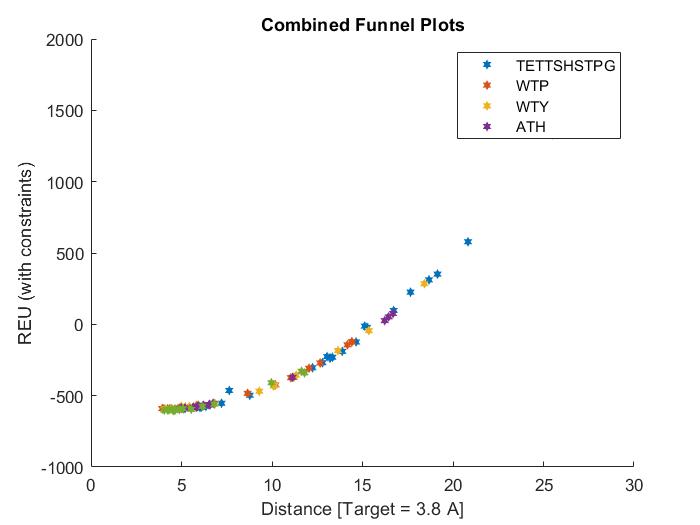 Combined Funnel Plots
2000
1500
1000
500
0
-500
-1000
REU (with constraints)
TETTSHSTPG
WTP
WTY
ATH
0 5 10 15 20 25 30
Distance [Target = 3.8 A]